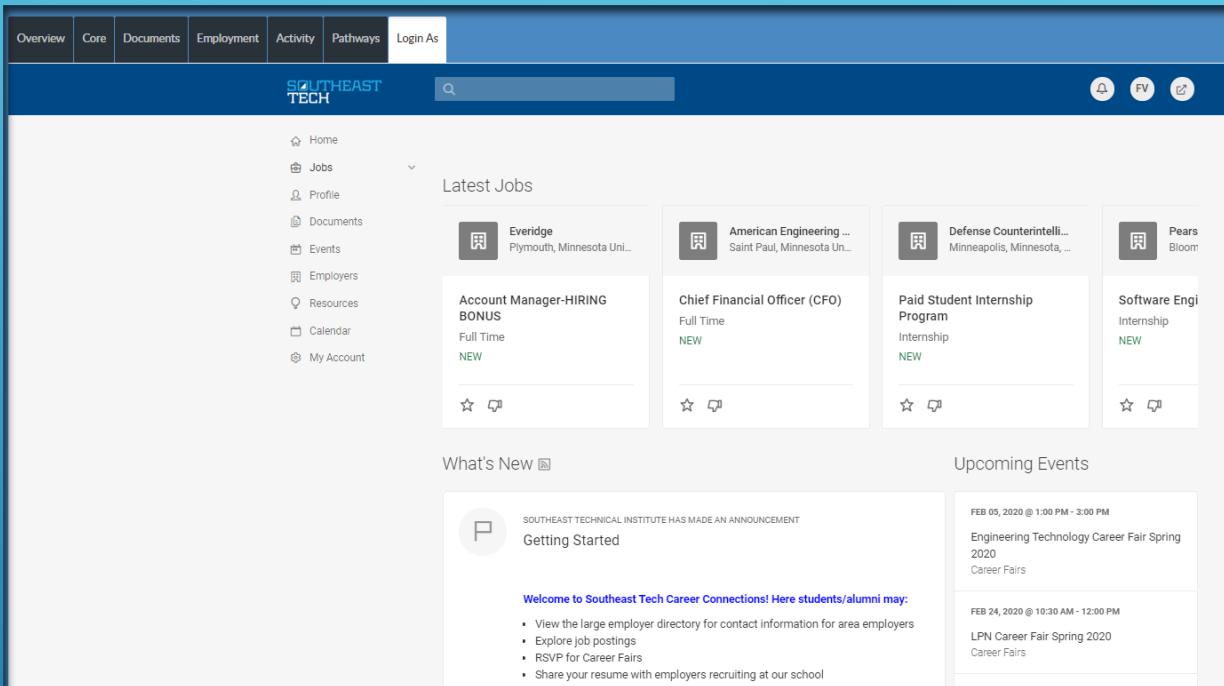 Overview Core Documents Employment Activity Pathways Login As
SOUTHEAST
TECH
FV
Home
Jobs
Profile
Documents
Events
Employers
Resources
Calendar
My Account
Latest Jobs
Everidge
Plymouth, Minnesota Uni...
Account Manager-HIRING
BONUS
Full Time
NEW
American Engineering ...
Saint Paul, Minnesota Un...
Chief Financial Officer (CFO)
Full Time
NEW
Defense Counterintelli...
Minneapolis, Minnesota, ...
Paid Student Internship
Program
Internship
NEW
Pears
Bloom
Software Engi
Internship
NEW
What's New
SOUTHEAST TECHNICAL INSTITUTE HAS MADE AN ANNOUNCEMENT
Getting Started
Welcome to Southeast Tech Career Connections! Here students/alumni may:
▪ View the large employer directory for contact information for area employers
▪ Explore job postings
▪ RSVP for Career Fairs
▪ Share your resume with employers recruiting at our school
Upcoming Events
FEB 05, 2020 @ 1:00 PM - 3:00 PM
Engineering Technology Career Fair Spring
2020
Career Fairs
FEB 24, 2020 @ 10:30 AM - 12:00 PM
LPN Career Fair Spring 2020
Career Fairs